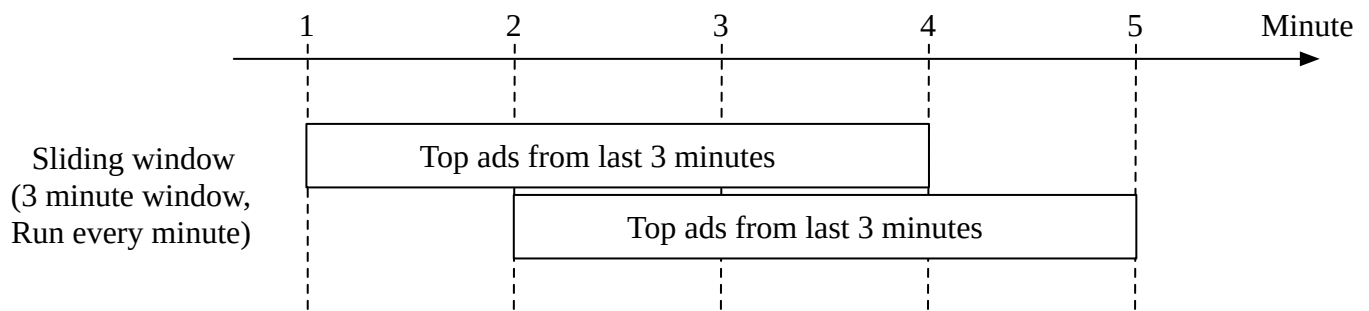 1 2 3 4 5 Minute
Top ads from last 3 minutes
Sliding window
(3 minute window,
Run every minute)
Top ads from last 3 minutes